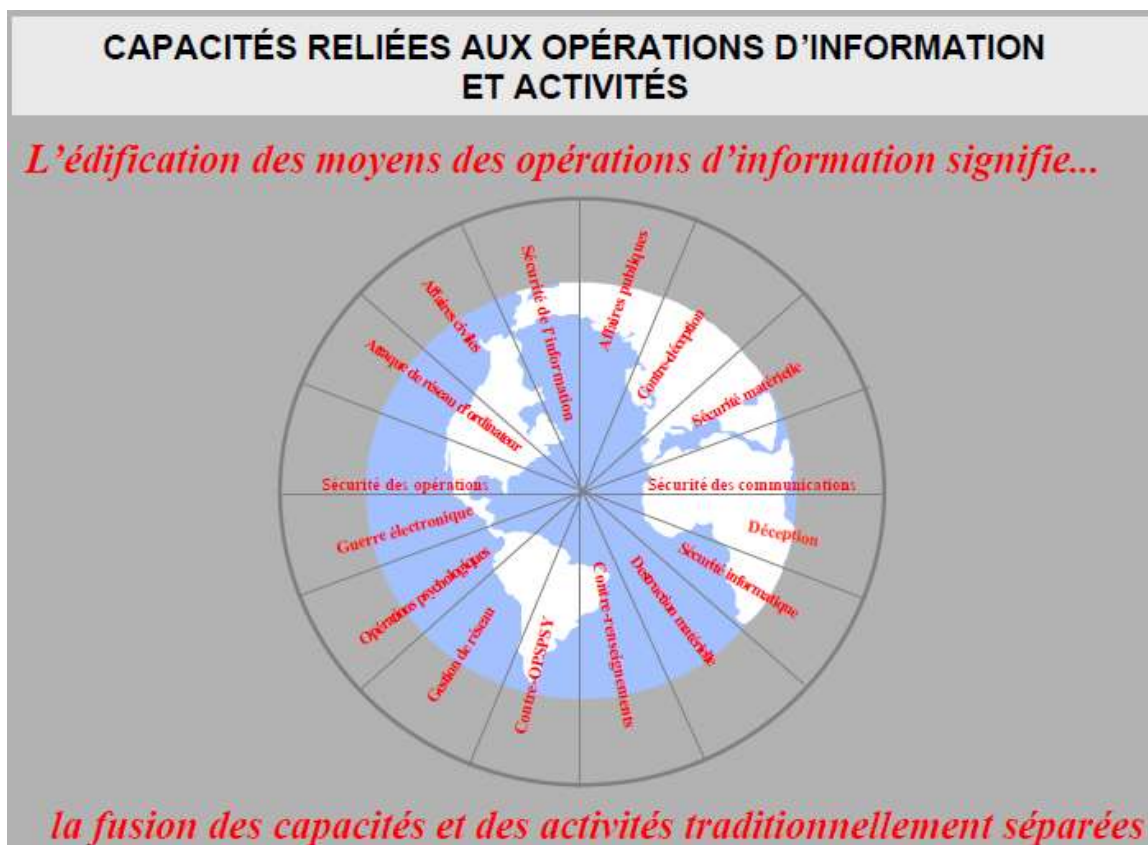 CAPACITÉS RELIÉES AUX OPÉRATIONS D'INFORMATION
ET ACTIVITÉS
L'édification des moyens des opérations d'information signifie...
Sécurité de l'information
Affaires publiques
Affaires civiles
Contre-déception
Attaque de réseau d'ordinateur
Sécurité matérielle
Sécurité des opérations
Sécurité des communications
Guerre électronique
Déception
Opérations psychologiques
Sécurité informatique
Gestion de réseau
Destruction matérielle
Contre-OPSPSY
Contre-renseignements
la fusion des capacités et des activités traditionnellement séparées